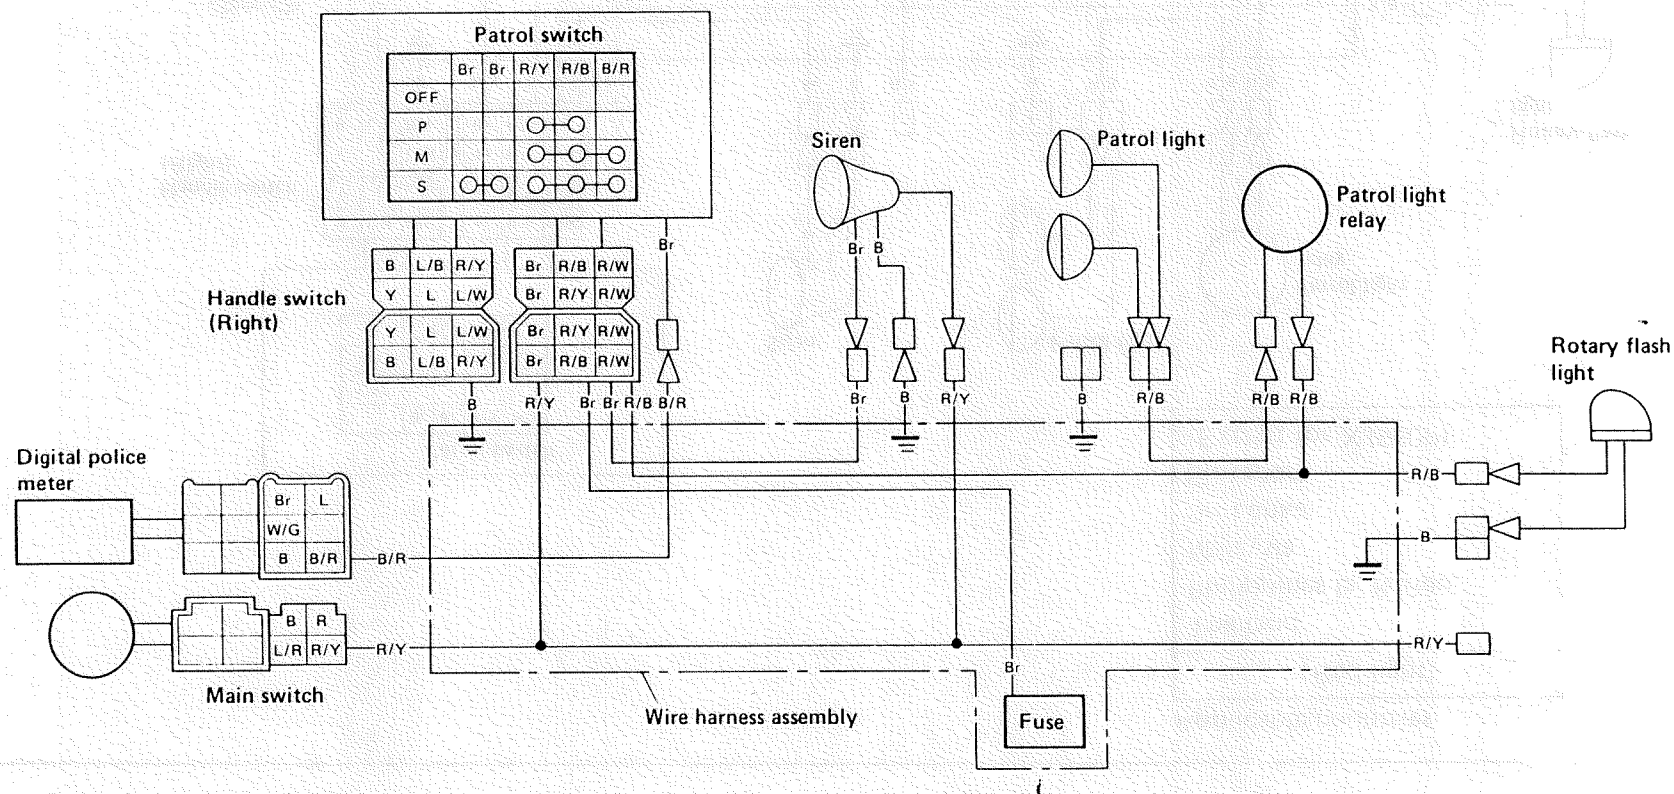 Patrol switch
Br Br R/Y R/B B/R
OFF
P
M
S
Siren
Patrol light
Patrol light
relay
Br
Br
B
B L/B R/Y
Br R/B R/W
Y L L/W
Br R/Y R/W
Handle switch
(Right)
Y L L/W
Br R/Y R/W
B L/B R/Y
Br R/B R/W
Rotary flash
light
B
R/Y
Br
Br
R/B
B/R
Br
B
R/Y
B
R/B
R/B
R/B
Digital police
meter
Br L
W/G
B B/R
B/R
R/B
B
B R
L/R R/Y
R/Y
R/Y
Main switch
Br
Wire harness assembly
Fuse